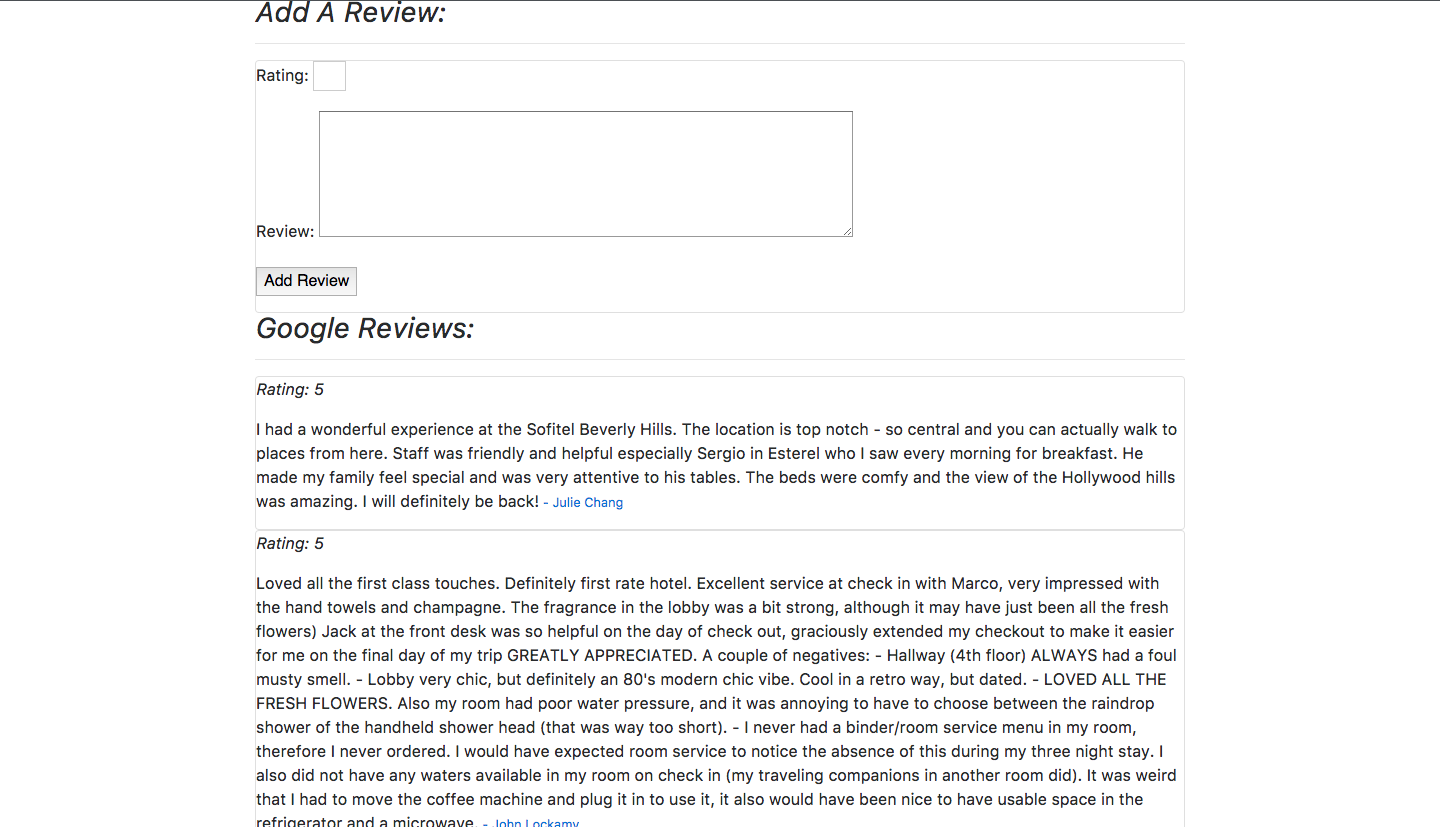 Add A Review:
Rating:
Review:
Add Review
Google Reviews:
Rating: 5
I had a wonderful experience at the Sofitel Beverly Hills. The location is top notch - so central and you can actually walk to
places from here. Staff was friendly and helpful especially Sergio in Esterel who I saw every morning for breakfast. He
made my family feel special and was very attentive to his tables. The beds were comfy and the view of the Hollywood hills
was amazing. I will definitely be back! - Julie Chang
Rating: 5
Loved all the first class touches. Definitely first rate hotel. Excellent service at check in with Marco, very impressed with
the hand towels and champagne. The fragrance in the lobby was a bit strong, although it may have just been all the fresh
flowers) Jack at the front desk was so helpful on the day of check out, graciously extended my checkout to make it easier
for me on the final day of my trip GREATLY APPRECIATED. A couple of negatives: - Hallway (4th floor) ALWAYS had a foul
musty smell. - Lobby very chic, but definitely an 80's modern chic vibe. Cool in a retro way, but dated. - LOVED ALL THE
FRESH FLOWERS. Also my room had poor water pressure, and it was annoying to have to choose between the raindrop
shower of the handheld shower head (that was way too short). - I never had a binder/room service menu in my room,
therefore I never ordered. I would have expected room service to notice the absence of this during my three night stay. I
also did not have any waters available in my room on check in (my traveling companions in another room did). It was weird
that I had to move the coffee machine and plug it in to use it, it also would have been nice to have usable space in the
refrigerator and a microwave. - John Lockamy